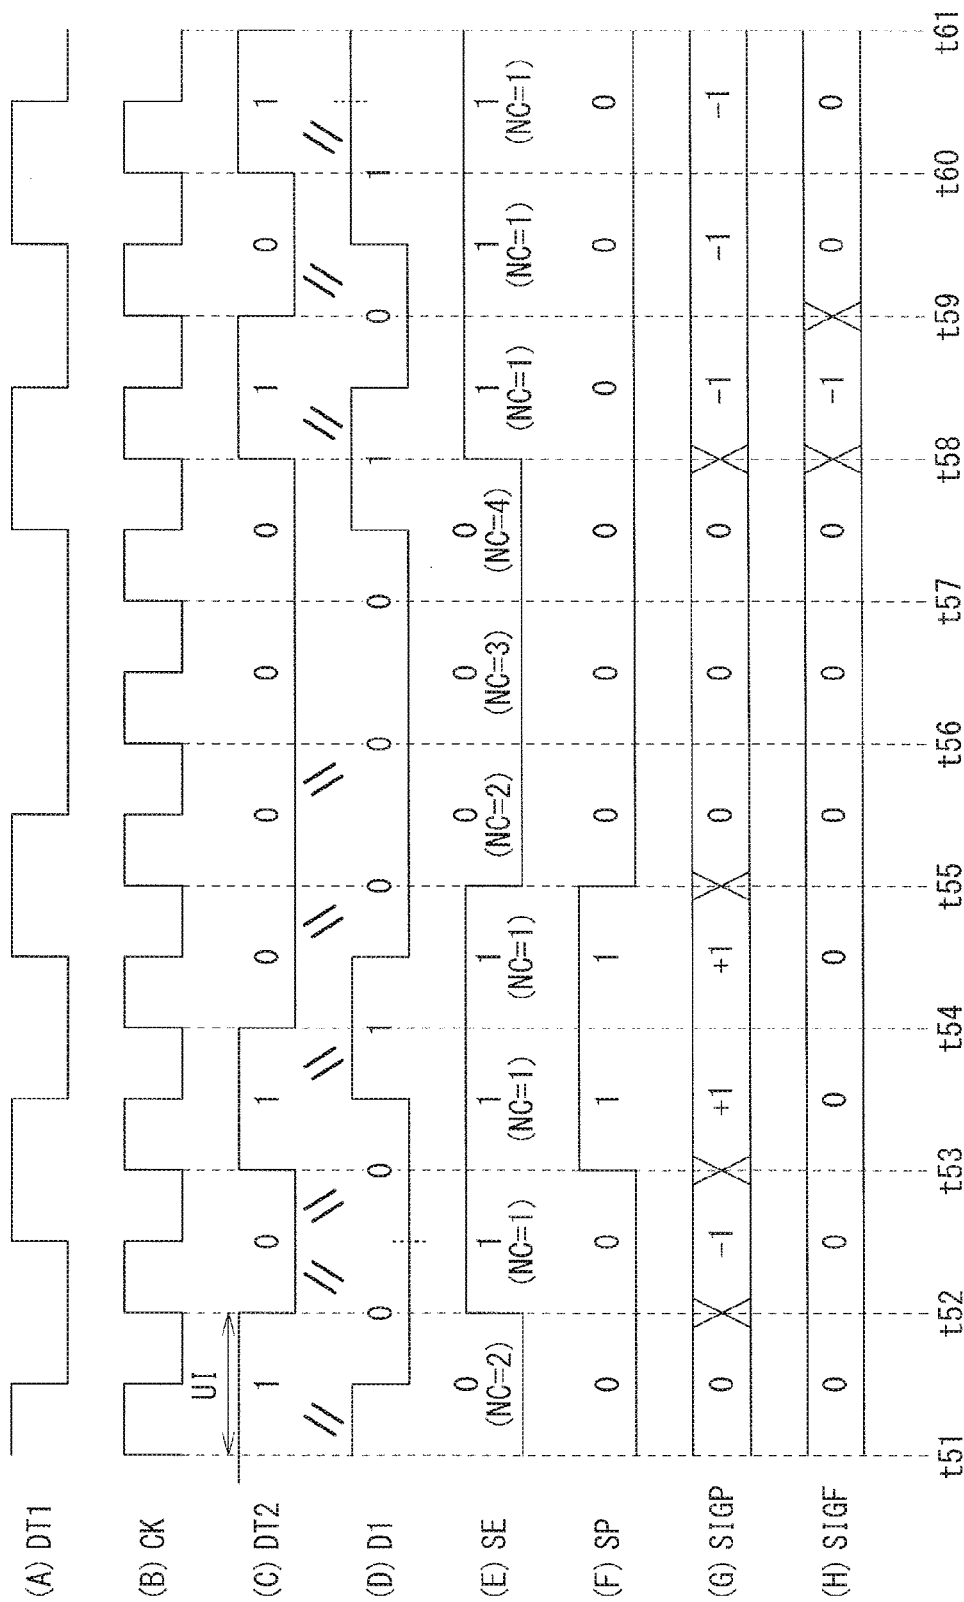 (A) DT1
(B) CK
UI
(C) DT2 1 0 1 0 0 0 0 1 0 1
(D) D1 0 0 1 0 0 0 1 0 1
(E) SE 0 1 1 1 0 0 0 1 1 1
(NC=2) (NC=1) (NC=1) (NC=1) (NC=2) (NC=3) (NC=4) (NC=1) (NC=1) (NC=1)
(F) SP 0 0 1 1 0 0 0 0 0 0
(G) SIGP 0 -1 +1 +1 0 0 0 -1 -1 -1
(H) SIGF 0 0 0 0 0 0 0 -1 0 0
t51 t52 t53 t54 t55 t56 t57 t58 t59 t60 t61